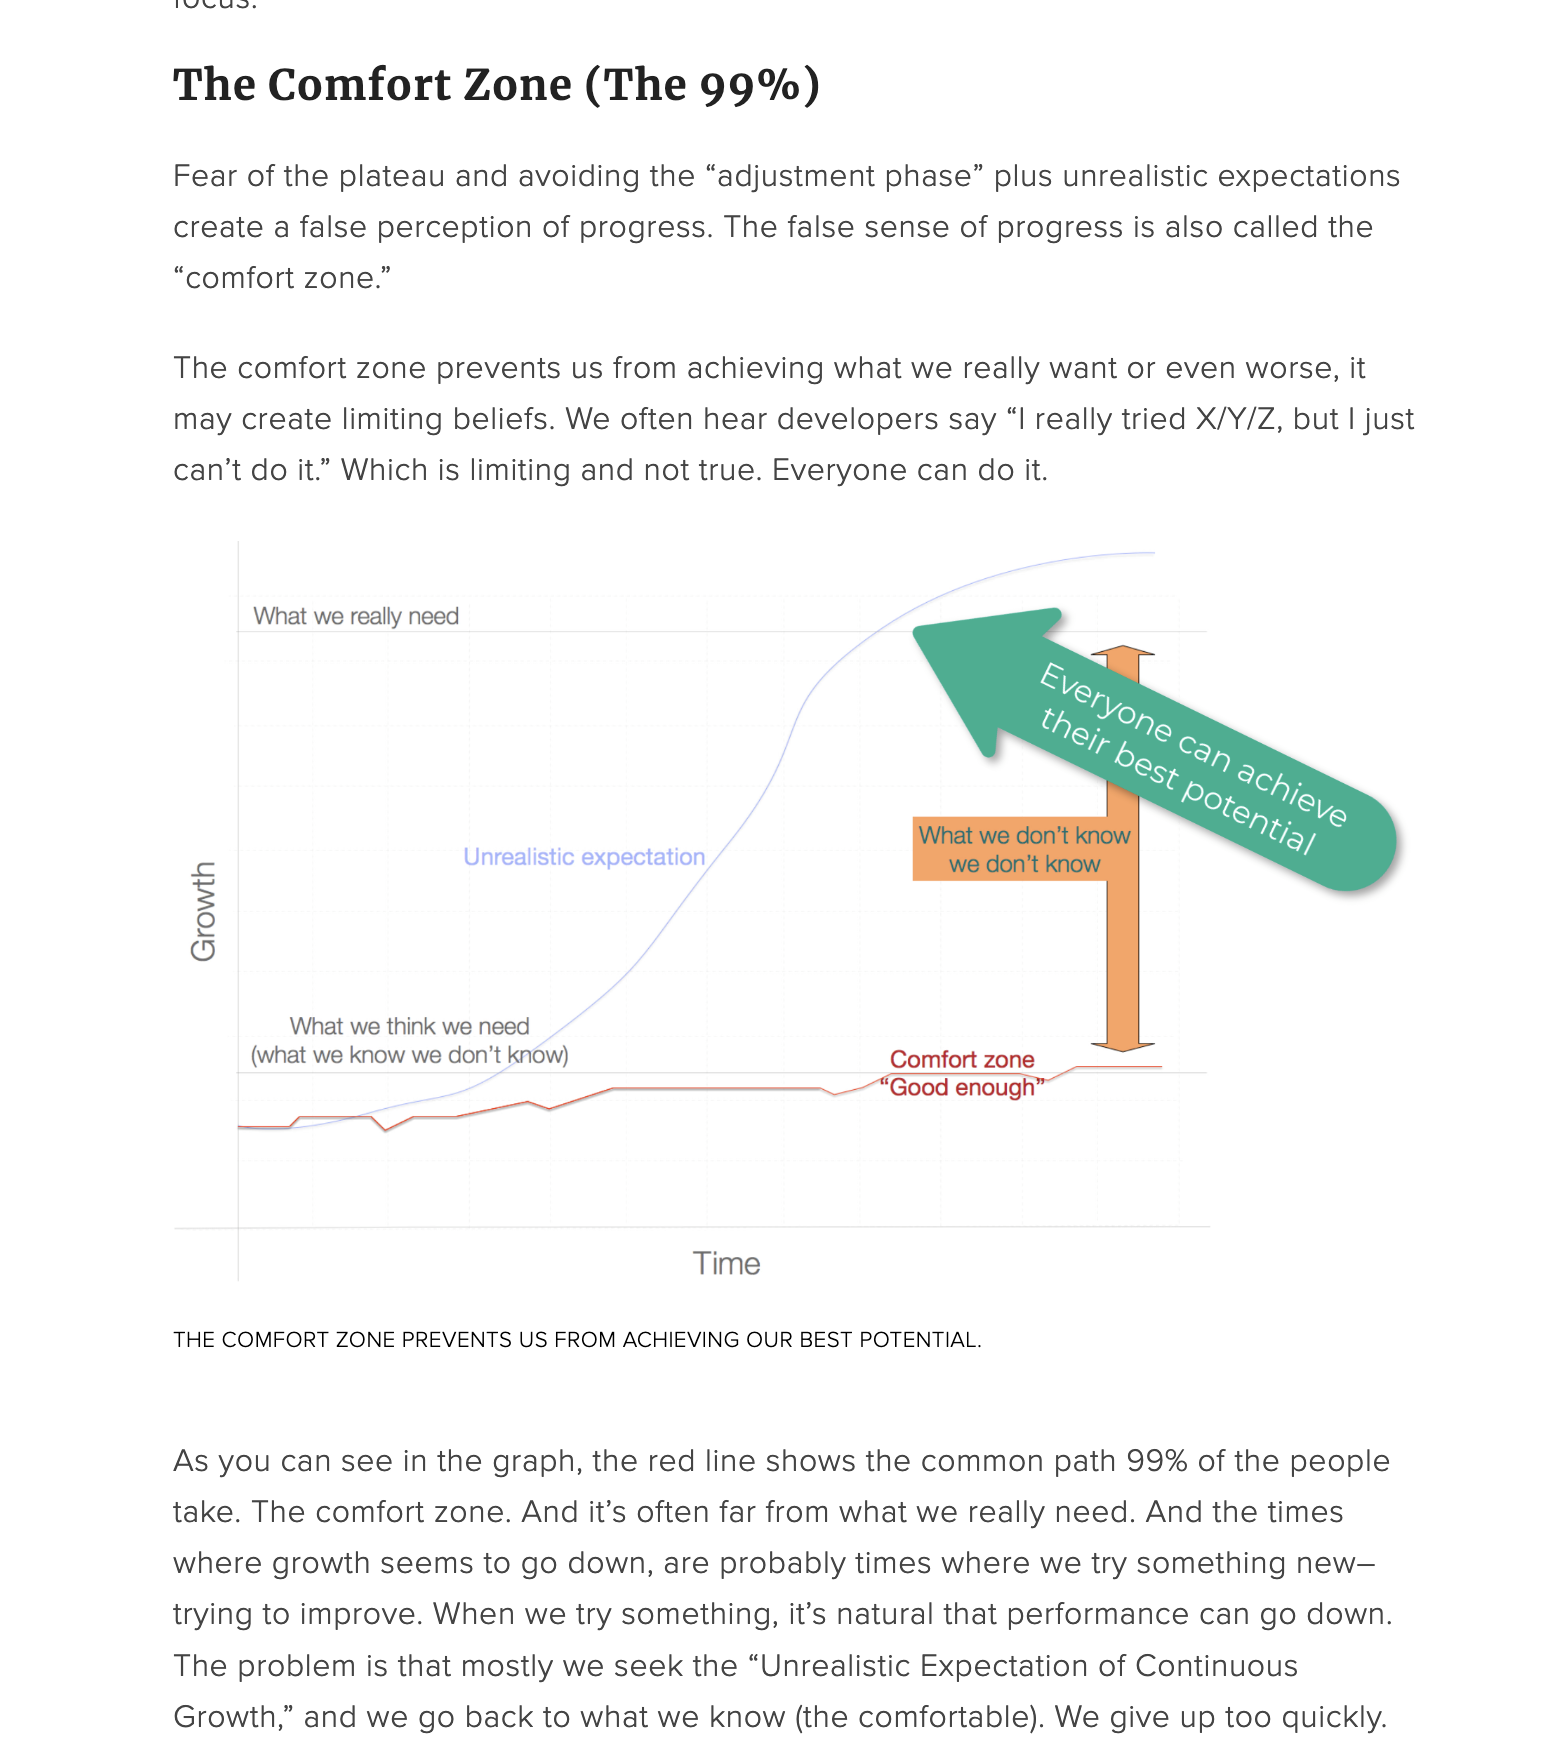 focus.
The Comfort Zone (The 99%)
Fear of the plateau and avoiding the “adjustment phase” plus unrealistic expectations
create a false perception of progress. The false sense of progress is also called the
“comfort zone.”
The comfort zone prevents us from achieving what we really want or even worse, it
may create limiting beliefs. We often hear developers say “I really tried X/Y/Z, but I just
can’t do it.” Which is limiting and not true. Everyone can do it.
What we really need
Everyone can achieve
their best potential
What we don’t know
we don’t know
Unrealistic expectation
Growth
What we think we need
(what we know we don’t know)
Comfort zone
“Good enough”
Time
THE COMFORT ZONE PREVENTS US FROM ACHIEVING OUR BEST POTENTIAL.
As you can see in the graph, the red line shows the common path 99% of the people
take. The comfort zone. And it’s often far from what we really need. And the times
where growth seems to go down, are probably times where we try something new–
trying to improve. When we try something, it’s natural that performance can go down.
The problem is that mostly we seek the “Unrealistic Expectation of Continuous
Growth,” and we go back to what we know (the comfortable). We give up too quickly.